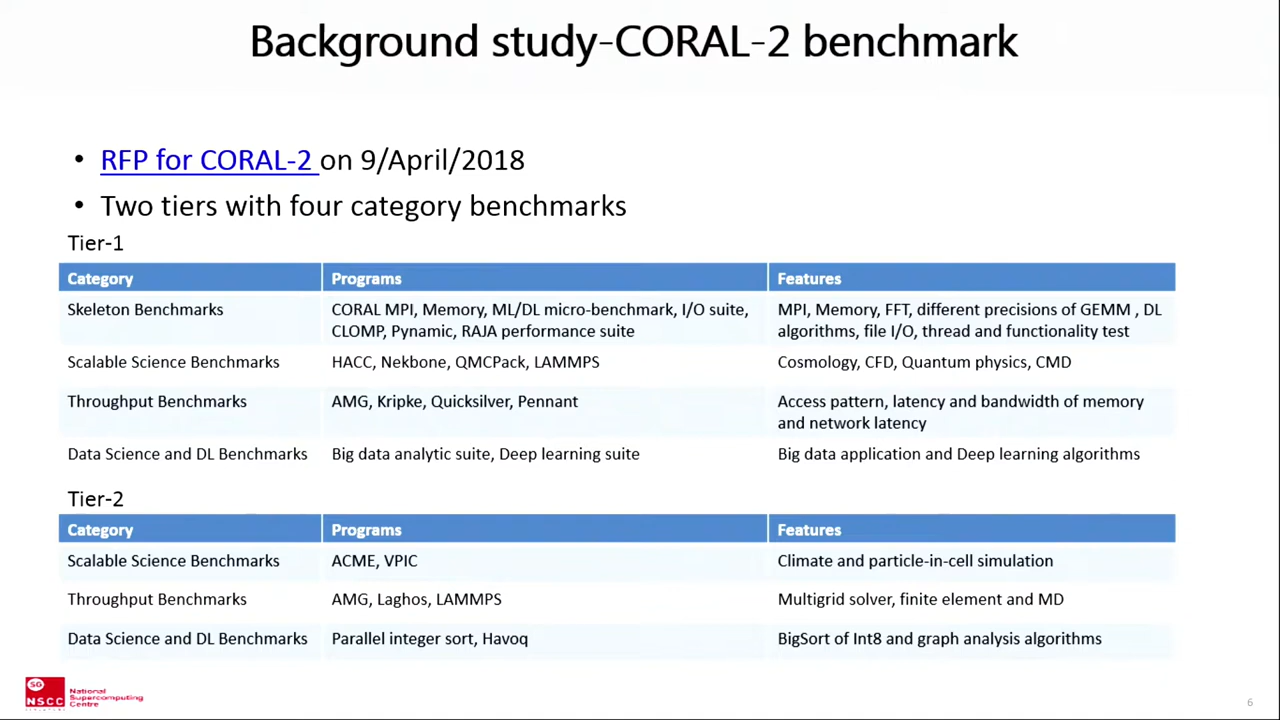 Background study-CORAL-2 benchmark
• RFP for CORAL-2 on 9/April/2018
• Two tiers with four category benchmarks
Tier-1
Category Programs Features
Skeleton Benchmarks CORAL MPI, Memory, ML/DL micro-benchmark, I/O suite, MPI, Memory, FFT, different precisions of GEMM , DL
CLOMP, Pynamic, RAJA performance suite algorithms, file I/O, thread and functionality test
Scalable Science Benchmarks HACC, Nekbone, QMCPack, LAMMPS Cosmology, CFD, Quantum physics, CMD
Throughput Benchmarks AMG, Kripke, Quicksilver, Pennant Access pattern, latency and bandwidth of memory
and network latency
Data Science and DL Benchmarks Big data analytic suite, Deep learning suite Big data application and Deep learning algorithms
Tier-2
Category Programs Features
Scalable Science Benchmarks ACME, VPIC Climate and particle-in-cell simulation
Throughput Benchmarks AMG, Laghos, LAMMPS Multigrid solver, finite element and MD
Data Science and DL Benchmarks Parallel integer sort, Havoq BigSort of Int8 and graph analysis algorithms
SG
NSCC
National
Supercomputing
Centre
6